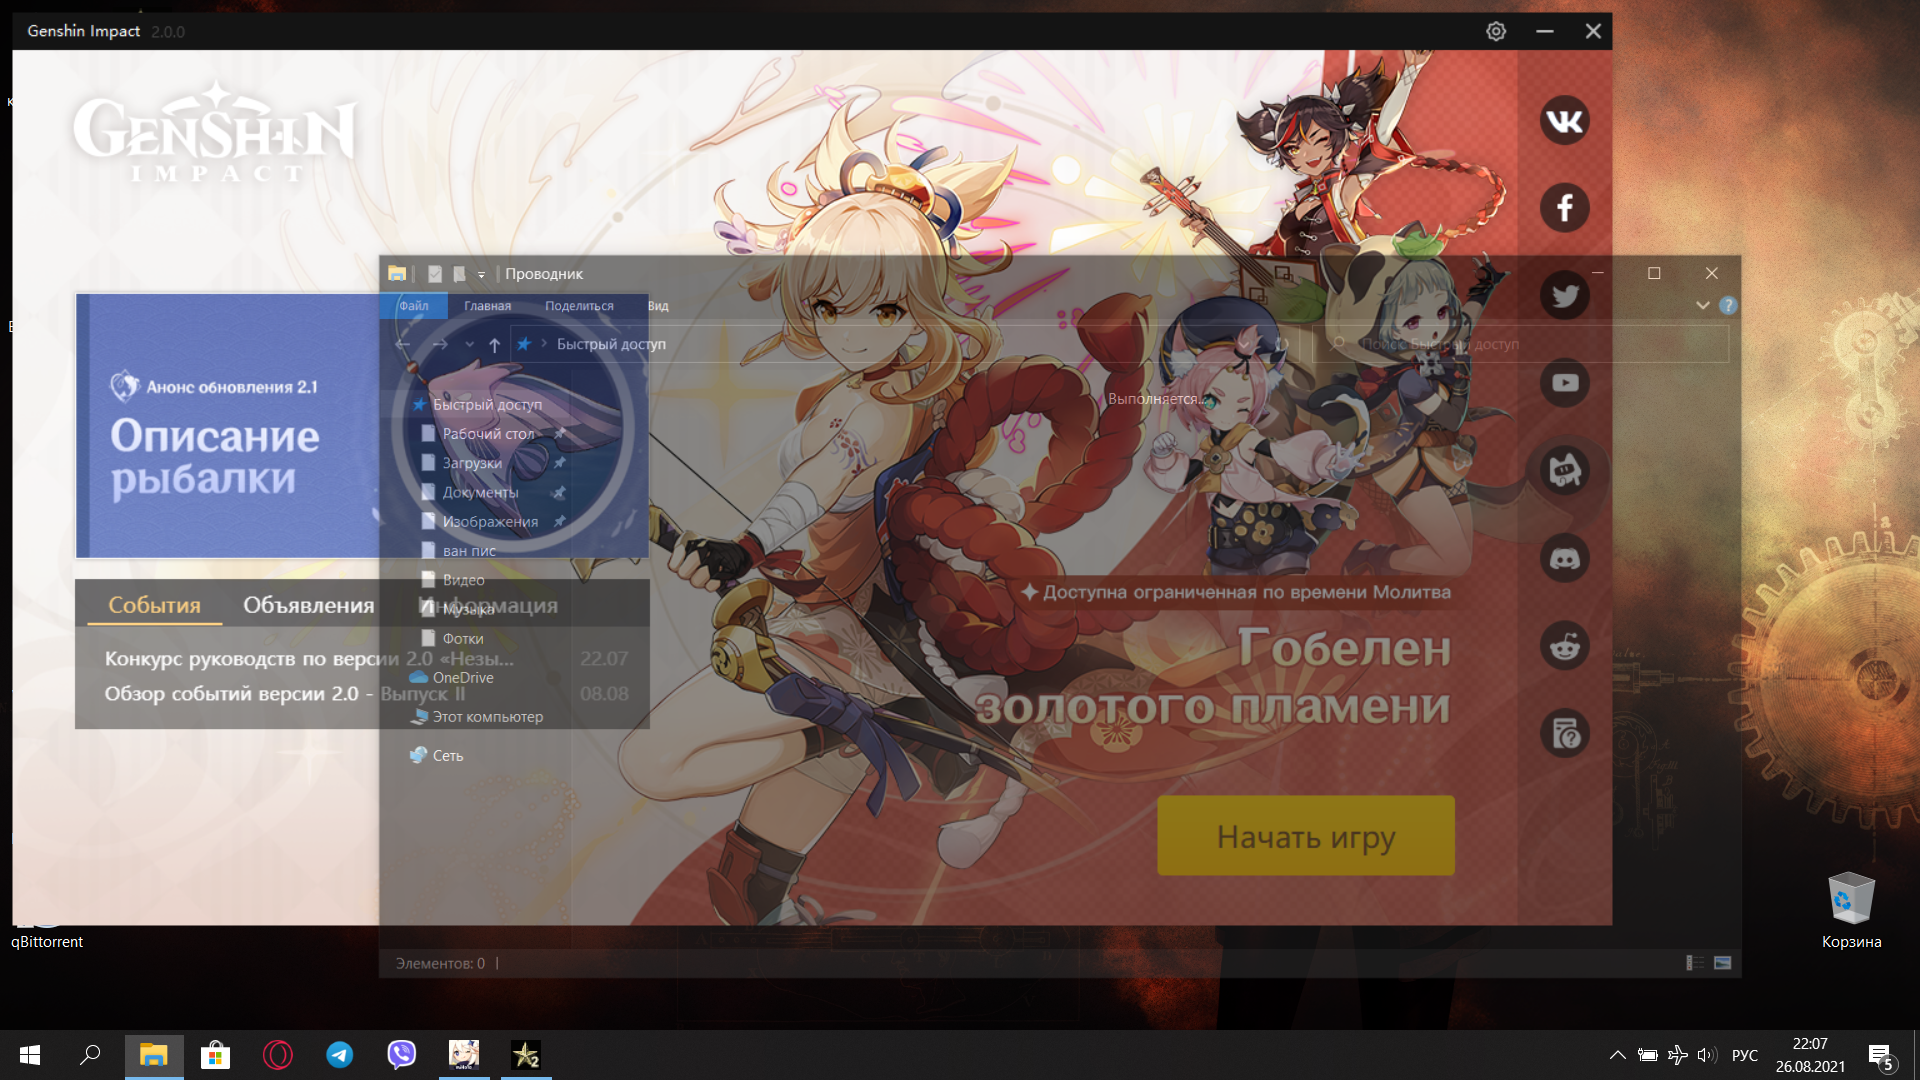 Genshin Impact 2.0.0
GENSHIN
IMPACT
Проводник
Файл Главная Поделиться Вид
Быстрый доступ
Поиск: Быстрый доступ
Анонс обновления 2.1
Описание
рыбалки
Выполняется...
Быстрый доступ
Рабочий стол
Загрузки
Документы
Изображения
ван пис
Видео
Музыка
Фотки
OneDrive
Этот компьютер
Сеть
События Объявления Информация
Конкурс руководств по версии 2.0 «Незы... 22.07
Обзор событий версии 2.0 - Выпуск II 08.08
Доступна ограниченная по времени Молитва
Гобелен
золотого пламени
Начать игру
Элементов: 0
qBittorrent
Корзина
РУС
22:07
26.08.2021
5